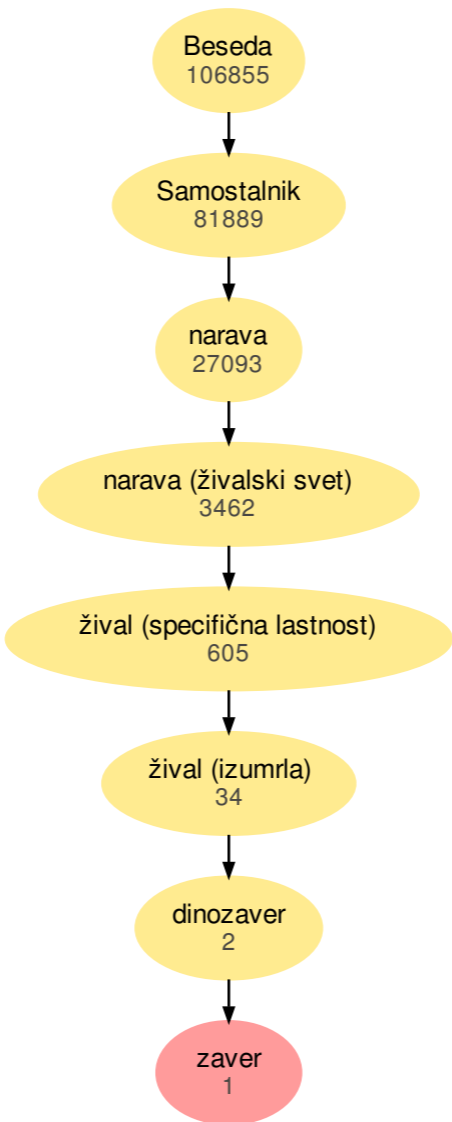 Beseda
106855
Samostalnik
81889
narava
27093
narava (živalski svet)
3462
žival (specifična lastnost)
605
žival (izumrla)
34
dinozaver
2
zaver
1